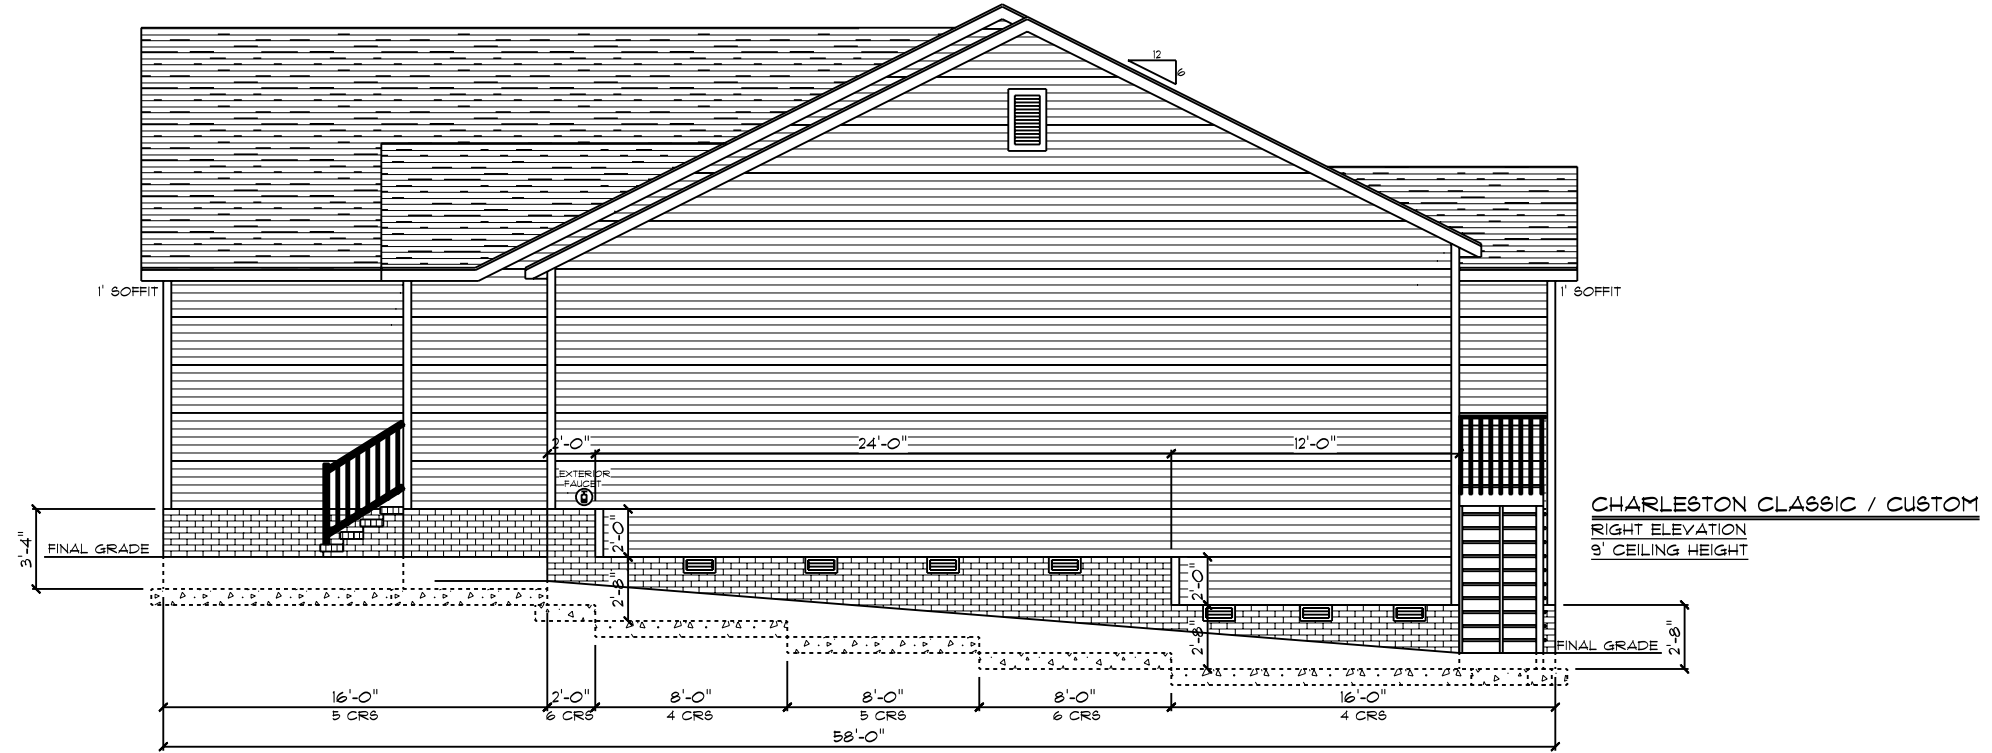 12
6
1' SOFFIT
1' SOFFIT
2'-0"
24'-0"
12'-0"
EXTERIOR
FAUCET
CHARLESTON CLASSIC / CUSTOM
RIGHT ELEVATION
9' CEILING HEIGHT
3'-4"
FINAL GRADE
2'-0"
2'-8"
2'-0"
2'-8"
FINAL GRADE
2'-8"
16'-0"
5 CRS
2'-0"
6 CRS
8'-0"
4 CRS
8'-0"
5 CRS
8'-0"
6 CRS
16'-0"
4 CRS
58'-0"